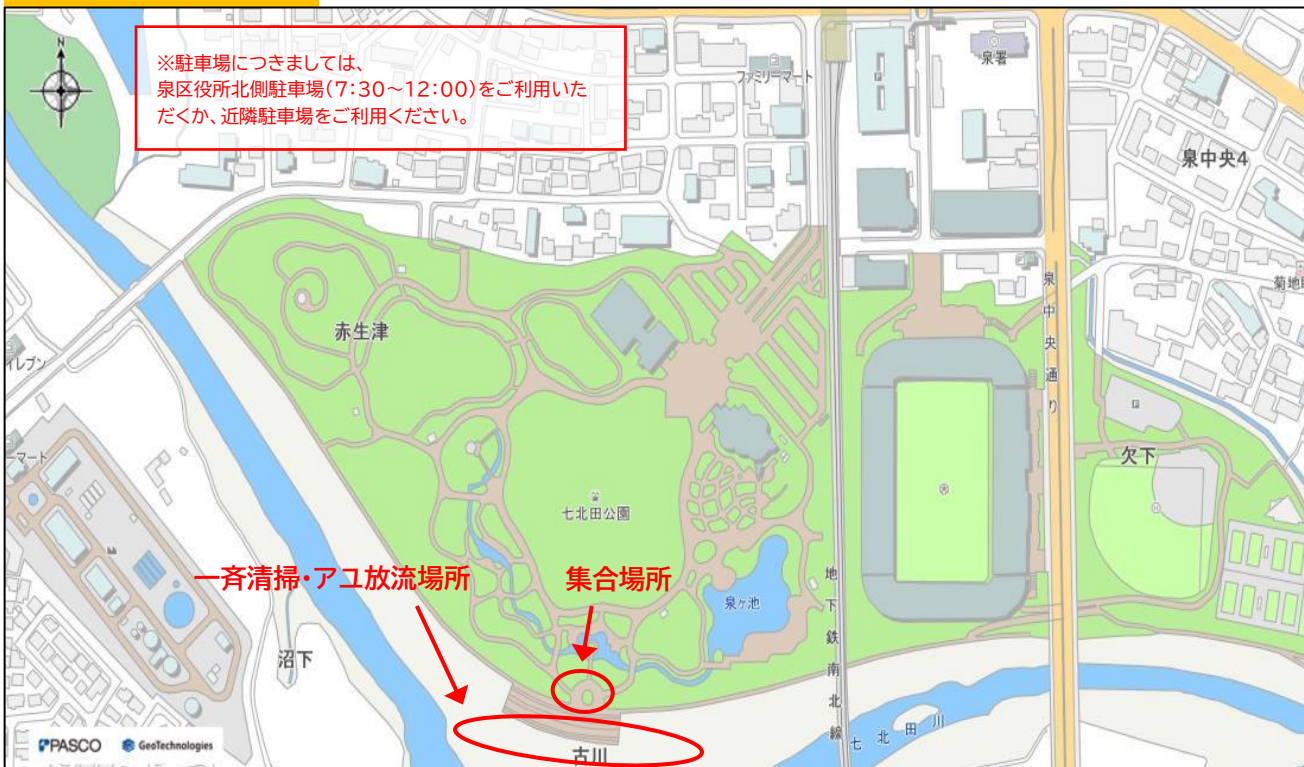 N
※駐車場につきましては、
泉区役所北側駐車場(7:30～12:00)をご利用いた
だくか、近隣駐車場をご利用ください。
ファミリーマート
泉署
泉中央4
菊地
赤生津
泉中央通り
イレブン
欠下
マート
七北田公園
一斉清掃・アユ放流場所
集合場所
泉ヶ池
地下鉄南北線
沼下
七北田川
古川
PASCO
GeoTechnologies